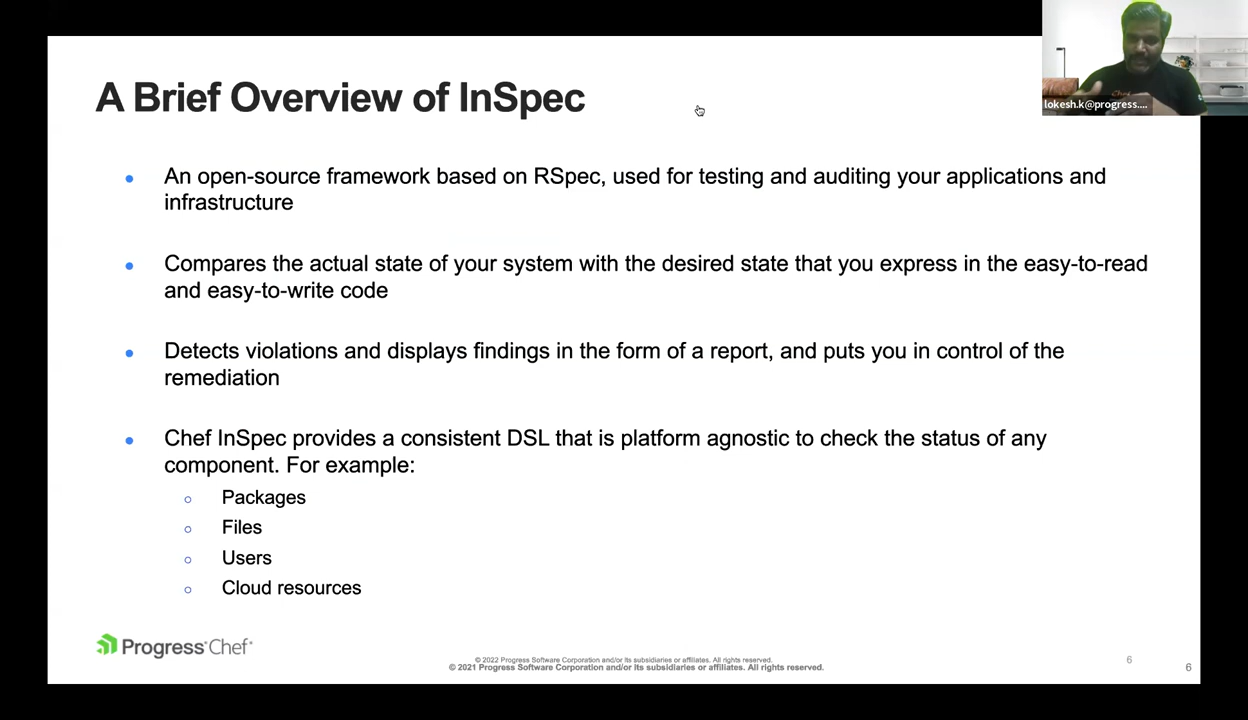 A Brief Overview of InSpec
lokesh.k@progress....
An open-source framework based on RSpec, used for testing and auditing your applications and
infrastructure
Compares the actual state of your system with the desired state that you express in the easy-to-read
and easy-to-write code
Detects violations and displays findings in the form of a report, and puts you in control of the
remediation
Chef InSpec provides a consistent DSL that is platform agnostic to check the status of any
component. For example:
Packages
Files
Users
Cloud resources
Progress® Chef™
© 2022 Progress Software Corporation and/or its subsidiaries or affiliates. All rights reserved.
© 2021 Progress Software Corporation and/or its subsidiaries or affiliates. All rights reserved.
6
6